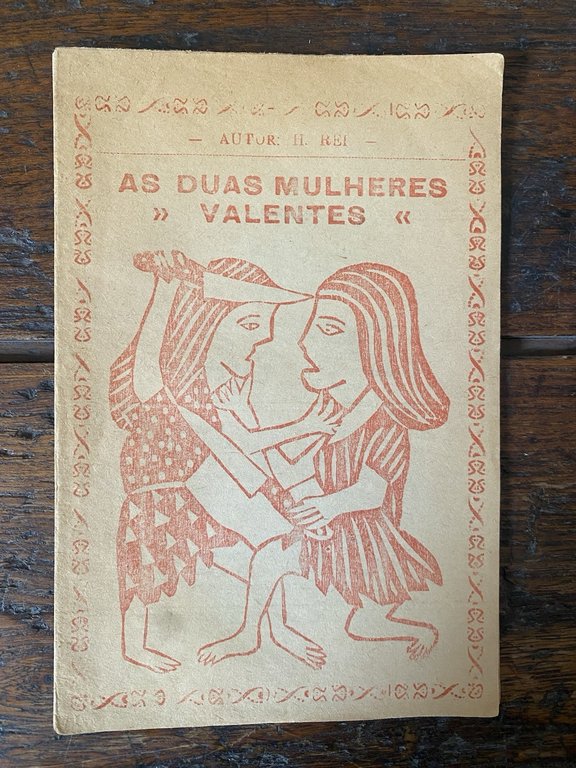 — AUTOR: H. REI —
AS DUAS MULHERES
» VALENTES «